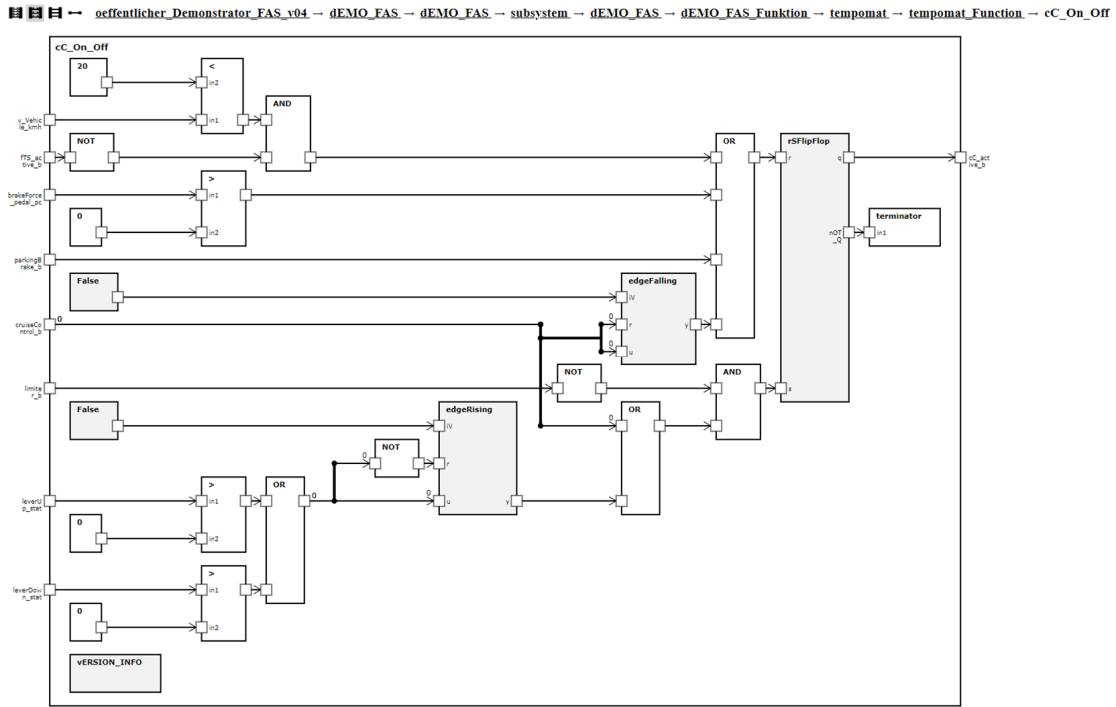 oeffentlicher_Demonstrator_FAS_v04 → dEMO_FAS → dEMO_FAS → subsystem → dEMO_FAS → dEMO_FAS_Funktion → tempomat → tempomat_Function → cC_On_Off
cC_On_Off
20
<
in2
in1
v_Vehic
le_kmh
AND
NOT
fTS_ac
tive_b
OR
rSFlipFlop
r
q
cC_act
ive_b
>
in1
brakeForce
_pedal_pc
0
in2
terminator
nOT
_Q
in1
parkingB
rake_b
False
edgeFalling
iV
cruiseCo
ntrol_b
0
0
r
y
0
u
NOT
AND
limite
r_b
s
False
edgeRising
OR
iV
0
NOT
0
r
leverU
p_stat
>
in1
OR
0
0
u
y
0
in2
>
leverDow
n_stat
in1
0
in2
vERSION_INFO